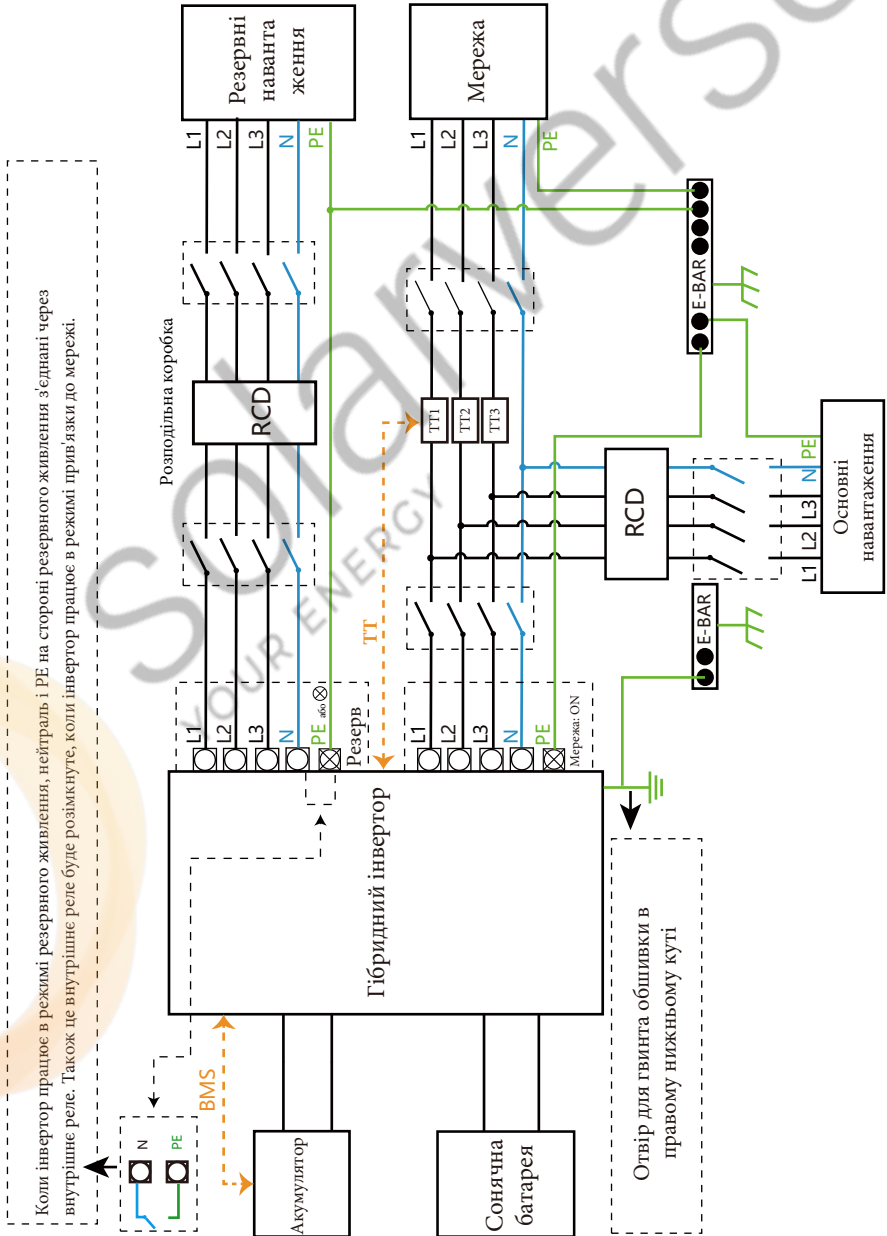 Коли інвертор працює в режимі резервного живлення, нейтраль і PE на стороні резервного живлення з'єднані через
внутрішнє реле. Також це внутрішнє реле буде розімкнуте, коли інвертор працює в режимі прив'язки до мережі.
N
PE
BMS
Акумулятор
Сонячна
батарея
Гібридний інвертор
L1
L2
L3
N
PE
або
Резерв
TT
L1
L2
L3
N
PE
Мережа: ON
Розподільна коробка
RCD
TT1
TT2
TT3
RCD
L1
L2
L3
N
PE
Резервні
наванта
ження
L1
L2
L3
N
PE
Мережа
E-BAR
E-BAR
L1 L2 L3 N PE
Основні
навантаження
Отвір для гвинта обшивки в
правому нижньому куті
solarverse
YOUR ENERGY